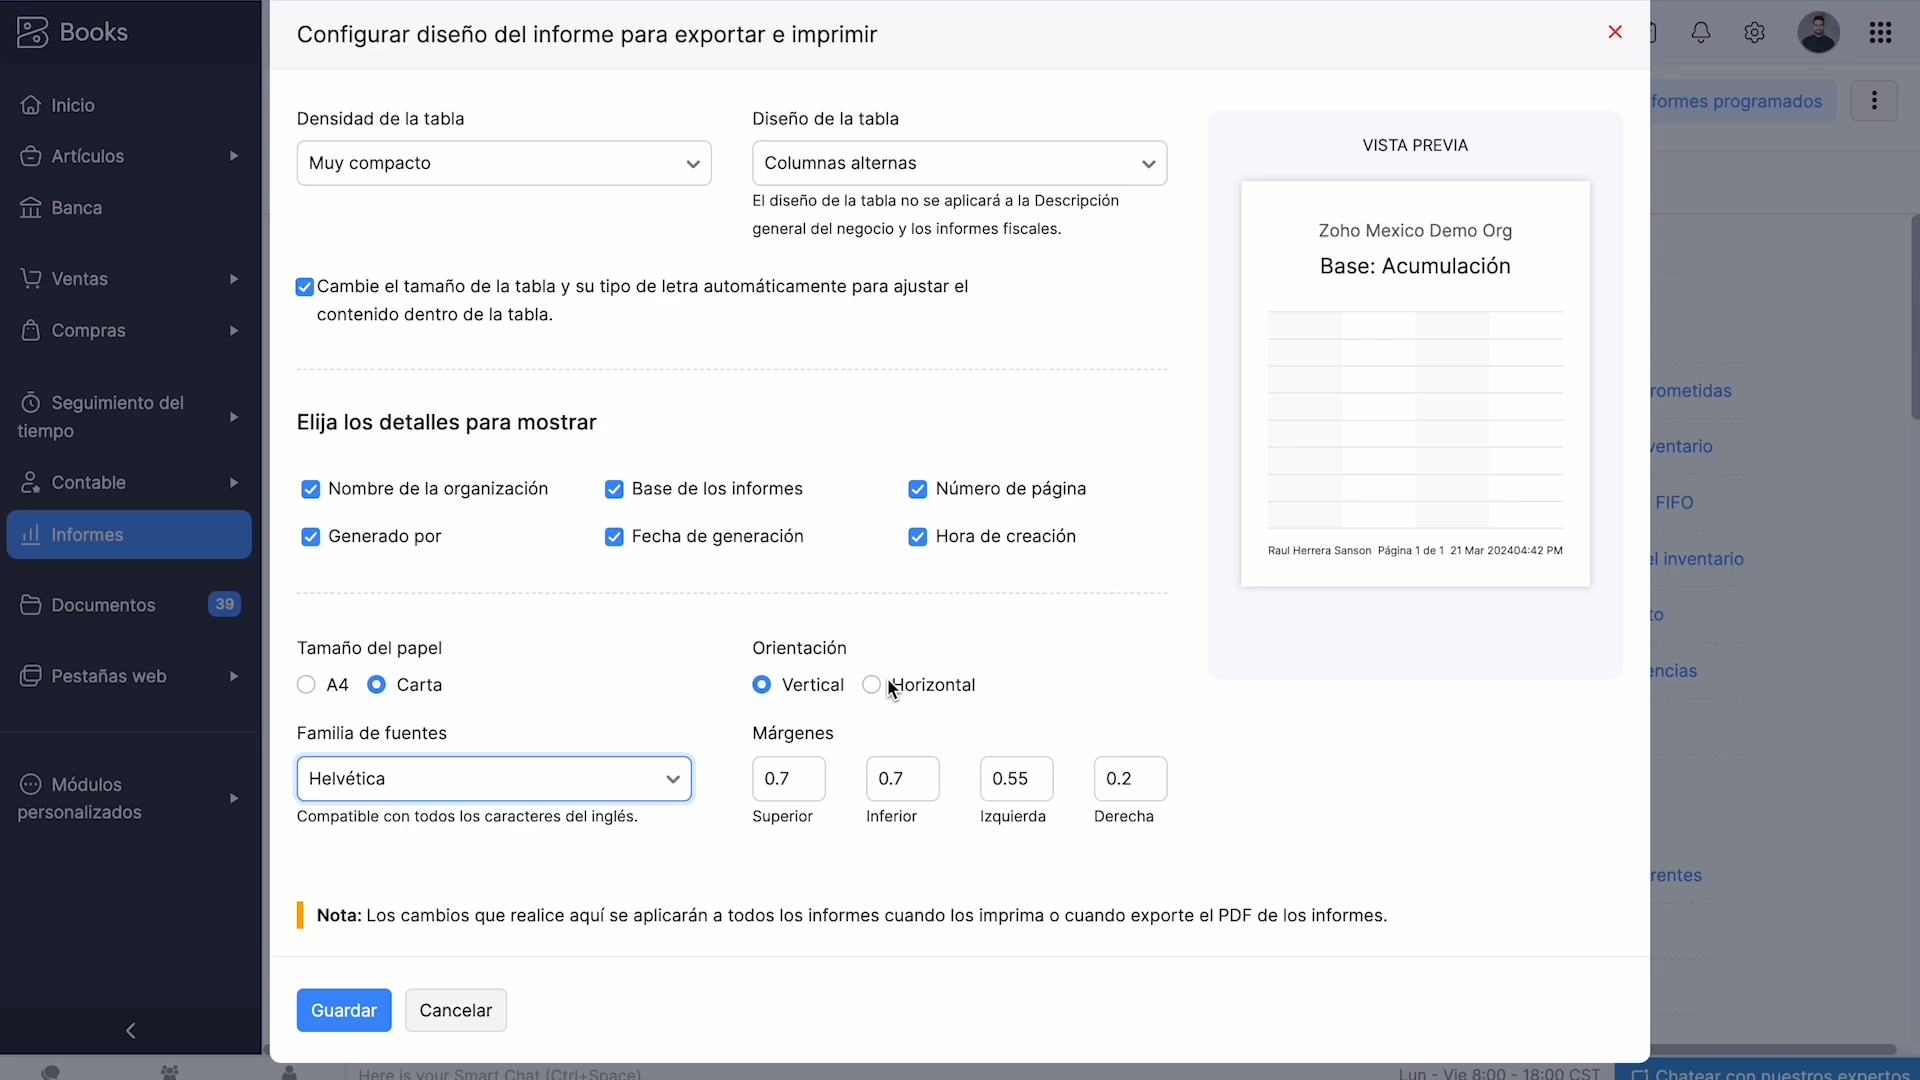 Books
Configurar diseño del informe para exportar e imprimir
Inicio
Artículos
Banca
Ventas
Compras
Seguimiento del
tiempo
Contable
Informes
Documentos
39
Pestañas web
Módulos
personalizados
Densidad de la tabla
Muy compacto
Diseño de la tabla
Columnas alternas
El diseño de la tabla no se aplicará a la Descripción
general del negocio y los informes fiscales.
Cambie el tamaño de la tabla y su tipo de letra automáticamente para ajustar el
contenido dentro de la tabla.
Elija los detalles para mostrar
Nombre de la organización
Base de los informes
Número de página
Generado por
Fecha de generación
Hora de creación
Tamaño del papel
A4
Carta
Orientación
Vertical
Horizontal
Familia de fuentes
Helvética
Compatible con todos los caracteres del inglés.
Márgenes
0.7
0.7
0.55
0.2
Superior
Inferior
Izquierda
Derecha
Nota: Los cambios que realice aquí se aplicarán a todos los informes cuando los imprima o cuando exporte el PDF de los informes.
Guardar
Cancelar
VISTA PREVIA
Zoho Mexico Demo Org
Base: Acumulación
Raul Herrera Sanson Página 1 de 1 21 Mar 202404:42 PM
formes programados
rometidas
ventario
FIFO
el inventario
to
encias
rentes
Here is your Smart Chat (Ctrl+Space)
Lun - Vie 8:00 - 18:00 CST
Chatear con nuestros expertos